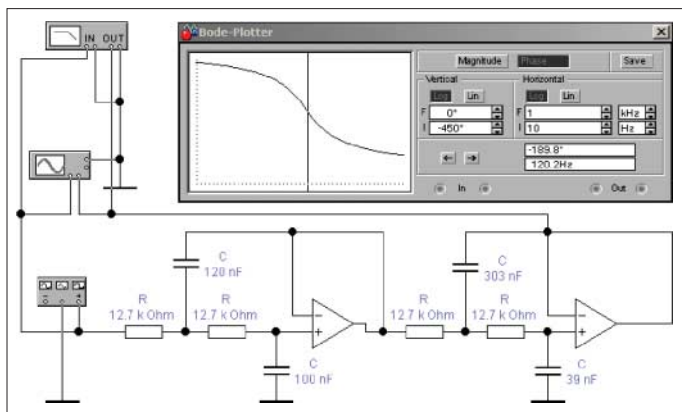 Bode-Plotter
IN OUT
Magnitude Phase Save
Vertical Horizontal
Log Lin Log Lin
F 0° F 1 kHz
I -450° I 10 Hz
-189.8°
120.2Hz
In Out
C
120 nF
C
303 nF
R
12.7 k Ohm
R
12.7 k Ohm
R
12.7 k Ohm
R
12.7 k Ohm
C
100 nF
C
39 nF